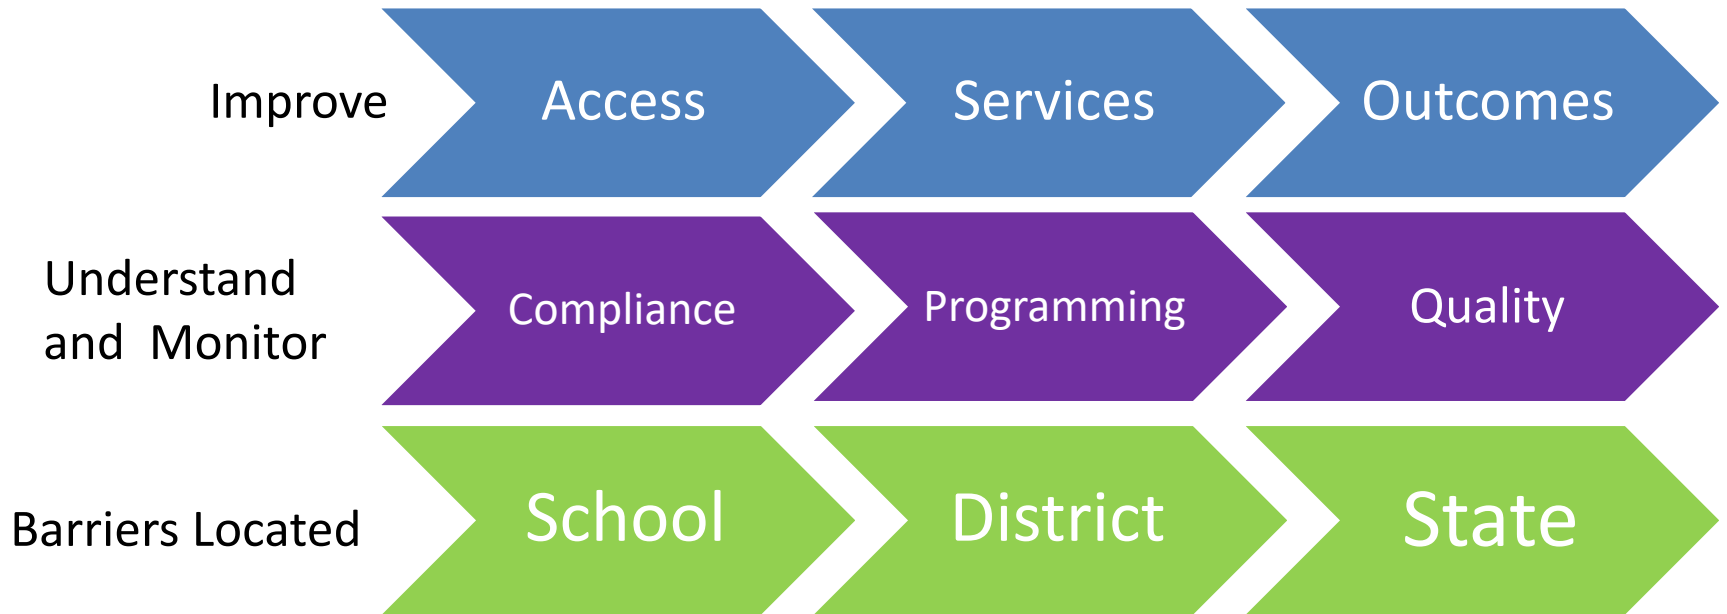 Improve
Access
Services
Outcomes
Understand
and  Monitor
Compliance
Programming
Quality
Barriers Located
School
District
State